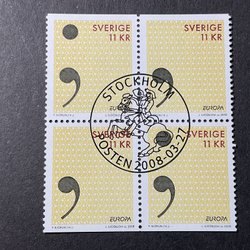 SVERIGE
11 KR
SVERIGE
11 KR
EUROPA
EUROPA
STOCKHOLM
POSTEN 2008-03-27
SVERIGE
11 KR
SVERIGE
11 KR
EUROPA
EUROPA